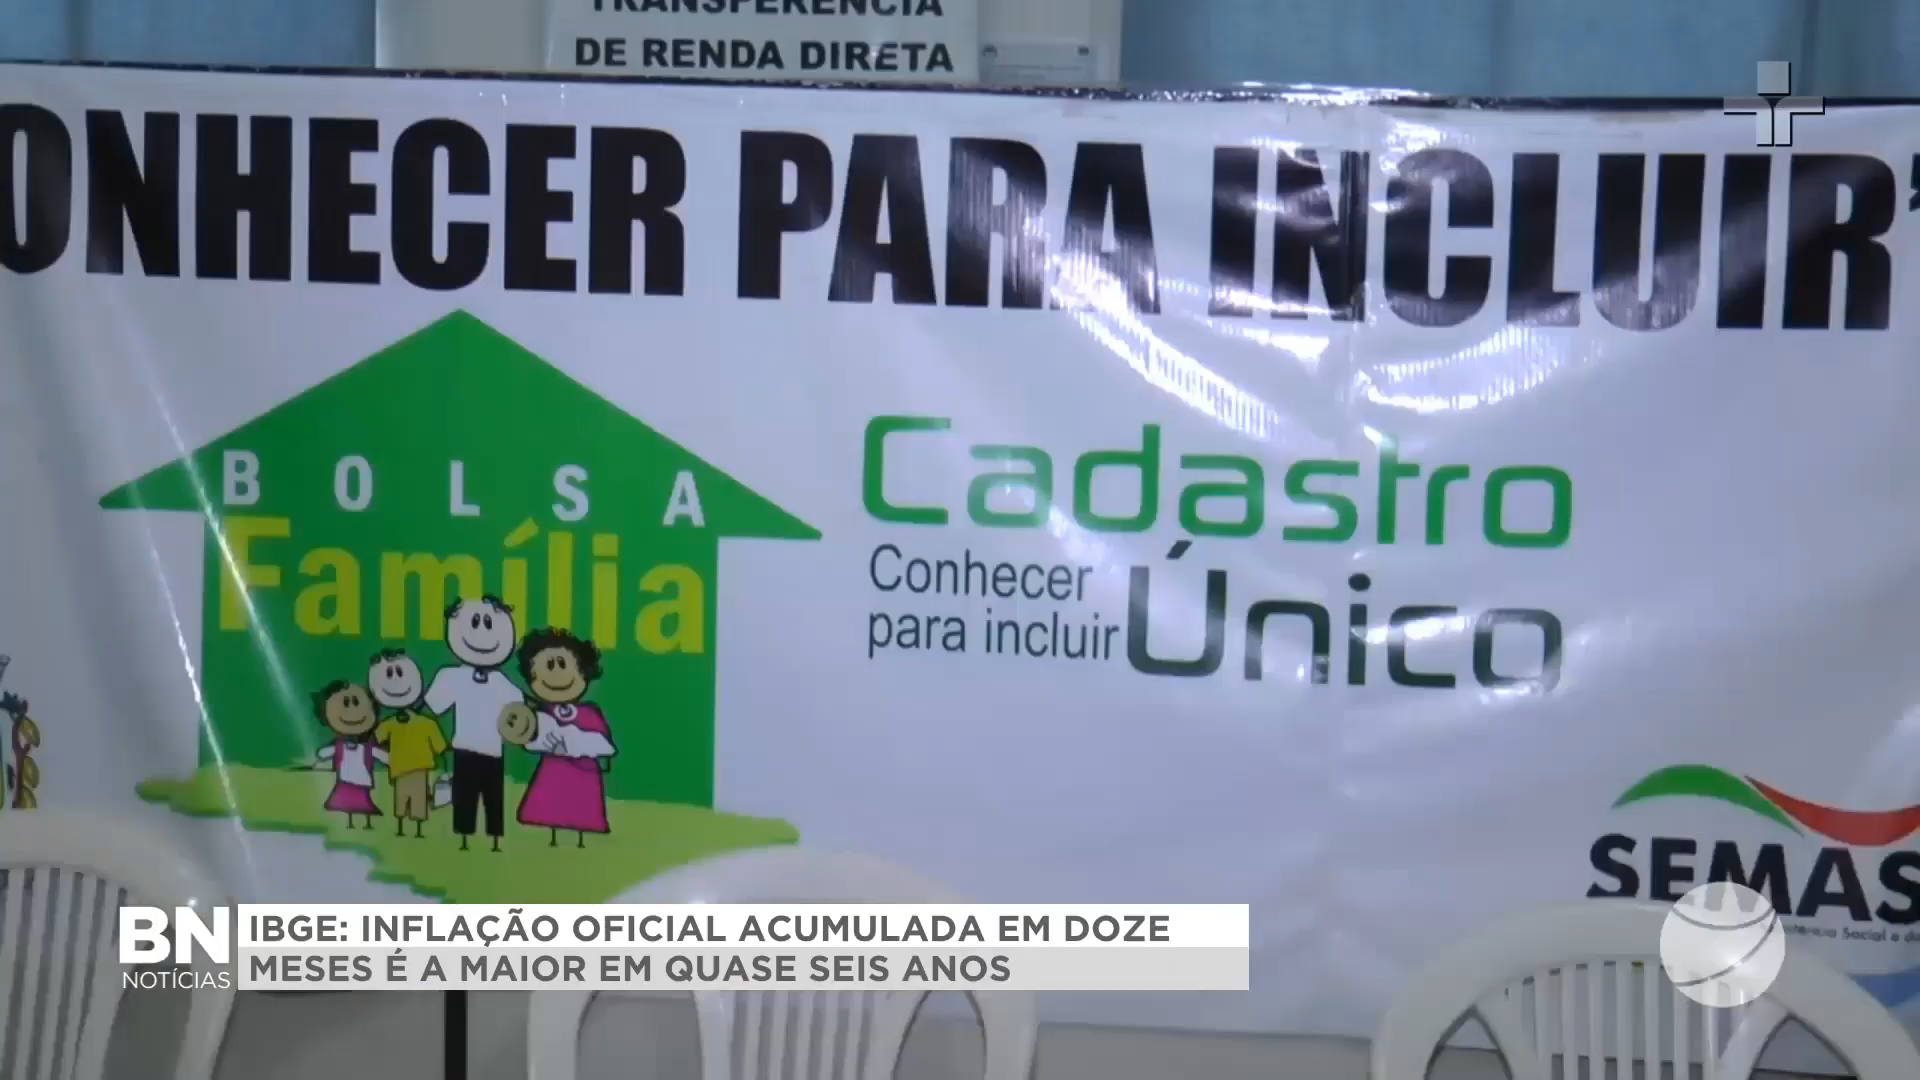 TRANSPERÊNCIA
DE RENDA DIRETA
ONHECER PARA INCLUIR"
BOLSA
Família
Cadastro
Conhecer
para incluir
Único
SEMAS
BN
NOTÍCIAS
IBGE: INFLAÇÃO OFICIAL ACUMULADA EM DOZE
MESES É A MAIOR EM QUASE SEIS ANOS